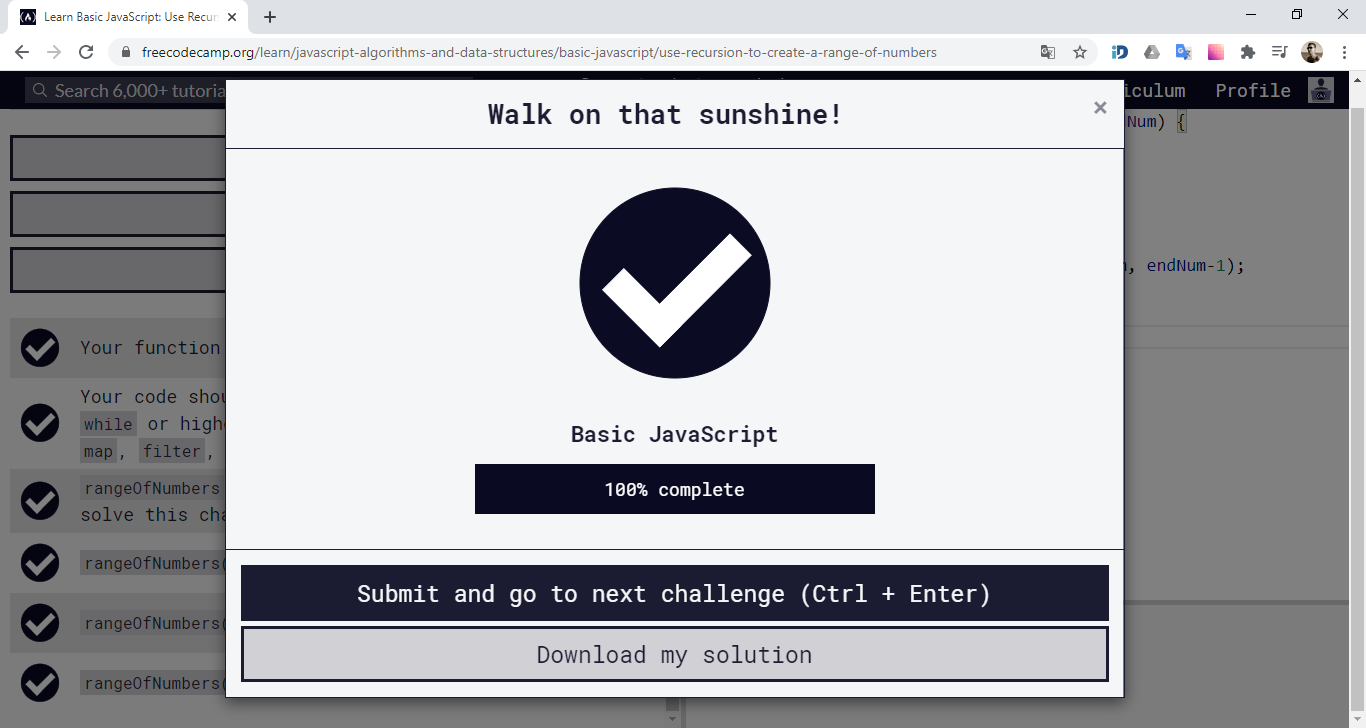 Learn Basic JavaScript: Use Recur
freecodecamp.org/learn/javascript-algorithms-and-data-structures/basic-javascript/use-recursion-to-create-a-range-of-numbers
Search 6,000+ tutoria
iculum Profile
Walk on that sunshine! ×
Num) {
, endNum-1);
Your function
Your code shou
while or high
map, filter,
rangeOfNumbers
solve this cha
rangeOfNumbers(
rangeOfNumbers(
rangeOfNumbers(
Basic JavaScript
100% complete
Submit and go to next challenge (Ctrl + Enter)
Download my solution